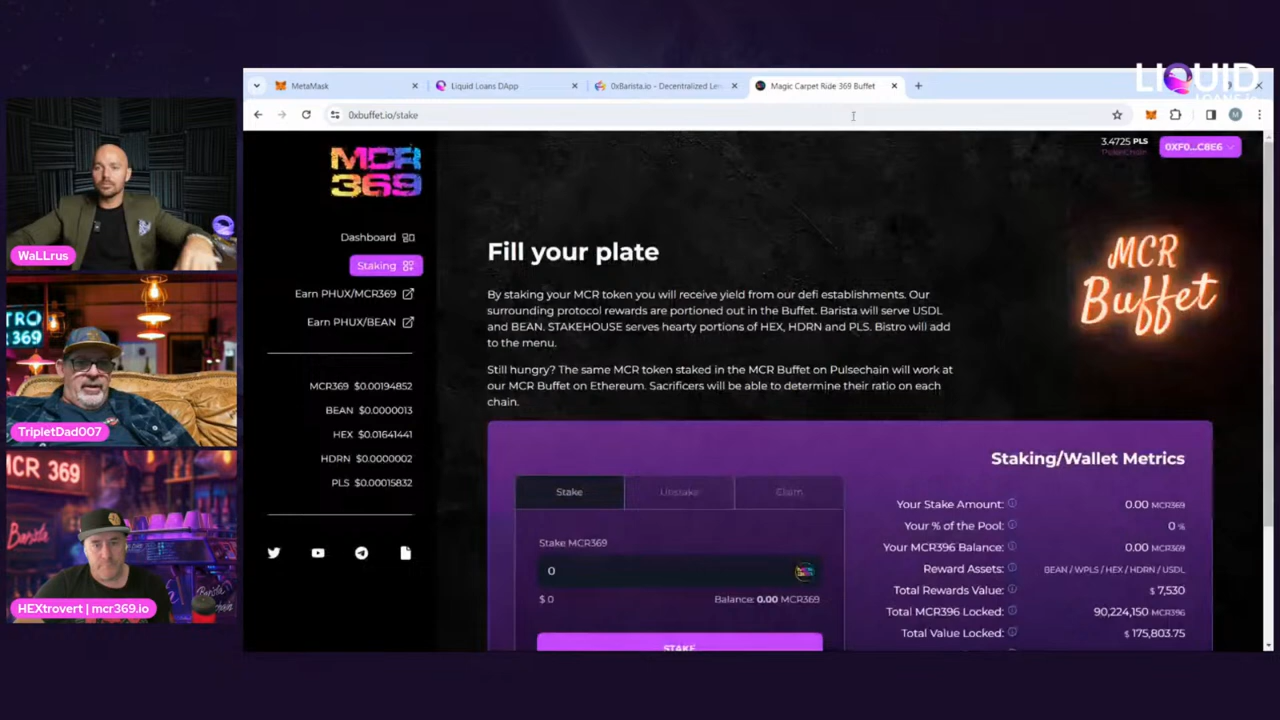 LIQUID
LOANS.io
MetaMask
Liquid Loans DApp
0xBarista.io - Decentralized Len
Magic Carpet Ride 369 Buffet
0xbuffet.io/stake
M
MCR
369
3.4725 PLS
PulseChain
0XF0...C8E6
Dashboard
Staking
Earn PHUX/MCR369
Earn PHUX/BEAN
MCR369 $0.00194852
BEAN $0.0000013
HEX $0.01641441
HDRN $0.0000002
PLS $0.00015832
Fill your plate
By staking your MCR token you will receive yield from our defi establishments. Our
surrounding protocol rewards are portioned out in the Buffet. Barista will serve USDL
and BEAN. STAKEHOUSE serves hearty portions of HEX, HDRN and PLS. Bistro will add
to the menu.
Still hungry? The same MCR token staked in the MCR Buffet on Pulsechain will work at
our MCR Buffet on Ethereum. Sacrificers will be able to determine their ratio on each
chain.
MCR
Buffet
Stake
Unstake
Claim
Stake MCR369
0
$ 0
Balance: 0.00 MCR369
STAKE
Staking/Wallet Metrics
Your Stake Amount: 0.00 MCR369
Your % of the Pool: 0 %
Your MCR396 Balance: 0.00 MCR369
Reward Assets: BEAN / WPLS / HEX / HDRN / USDL
Total Rewards Value: $ 7,530
Total MCR396 Locked: 90,224,150 MCR396
Total Value Locked: $ 175,803.75
WaLLrus
TRO
369
TripletDad007
MCR 369
Barista
HEXtrovert | mcr369.io